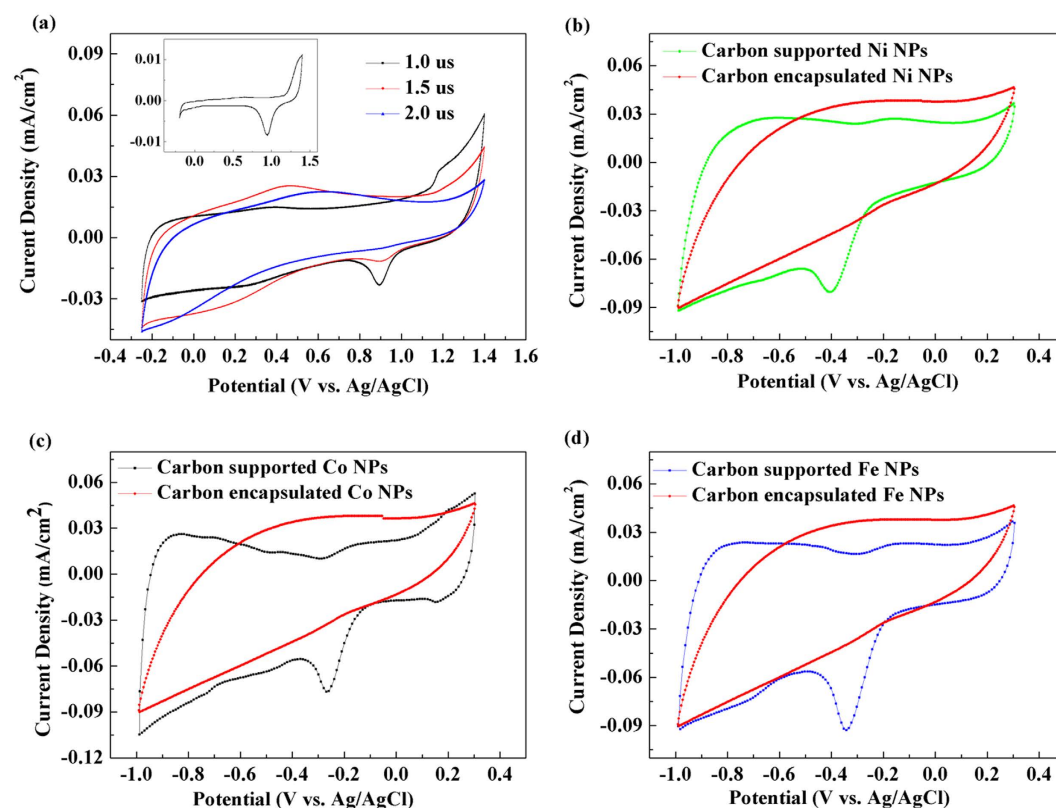 (a)
0.09
0.06
0.03
0.00
-0.03
Curent Density (mA/cm²)
0.01
0.00
-0.01
0.0 0.5 1.0 1.4
1.0 us
1.5 us
2.0 us
-0.4 -0.2 0.0 0.2 0.4 0.6 0.8 1.0 1.2 1.4 1.6
Potential (V vs. Ag/AgCl)
(b)
Carbon supported Ni NPs
Carbon encapsulated Ni NPs
0.06
0.03
0.00
-0.03
-0.06
-0.09
Current Density (mA/cm²)
-1.0 -0.8 -0.6 -0.4 -0.2 0.0 0.2 0.4
Potential (V vs. Ag/AgCl)
(c)
Carbon supported Co NPs
Carbon encapsulated Co NPs
0.06
0.03
0.00
-0.03
-0.06
-0.09
-0.12
Current Density (mA/cm²)
-1.0 -0.8 -0.6 -0.4 -0.2 0.0 0.2 0.4
Potential (V vs. Ag/AgCl)
(d)
Carbon supported Fe NPs
Carbon encapsulated Fe NPs
0.06
0.03
0.00
-0.03
-0.06
-0.09
Current Density (mA/cm²)
-1.0 -0.8 -0.6 -0.4 -0.2 0.0 0.2 0.4
Potential (V vs. Ag/AgCl)